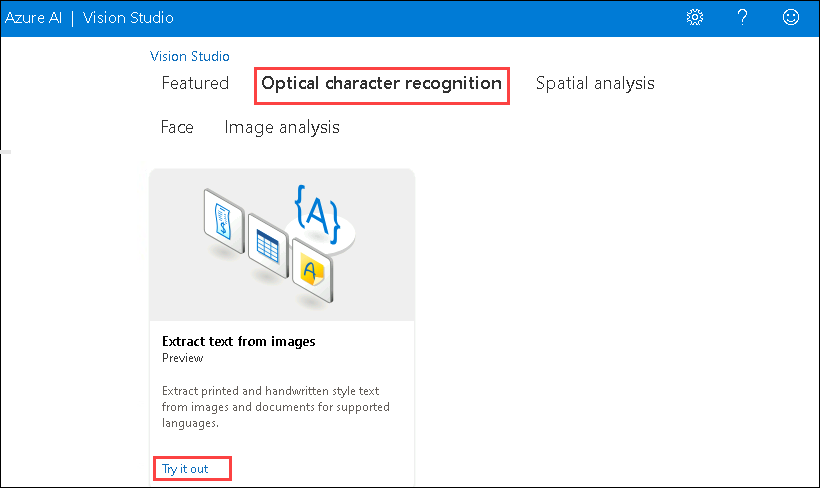 Azure AI | Vision Studio
Vision Studio
Featured Optical character recognition Spatial analysis
Face Image analysis
{A}
$
A
Extract text from images
Preview
Extract printed and handwritten style text
from images and documents for supported
languages.
Try it out